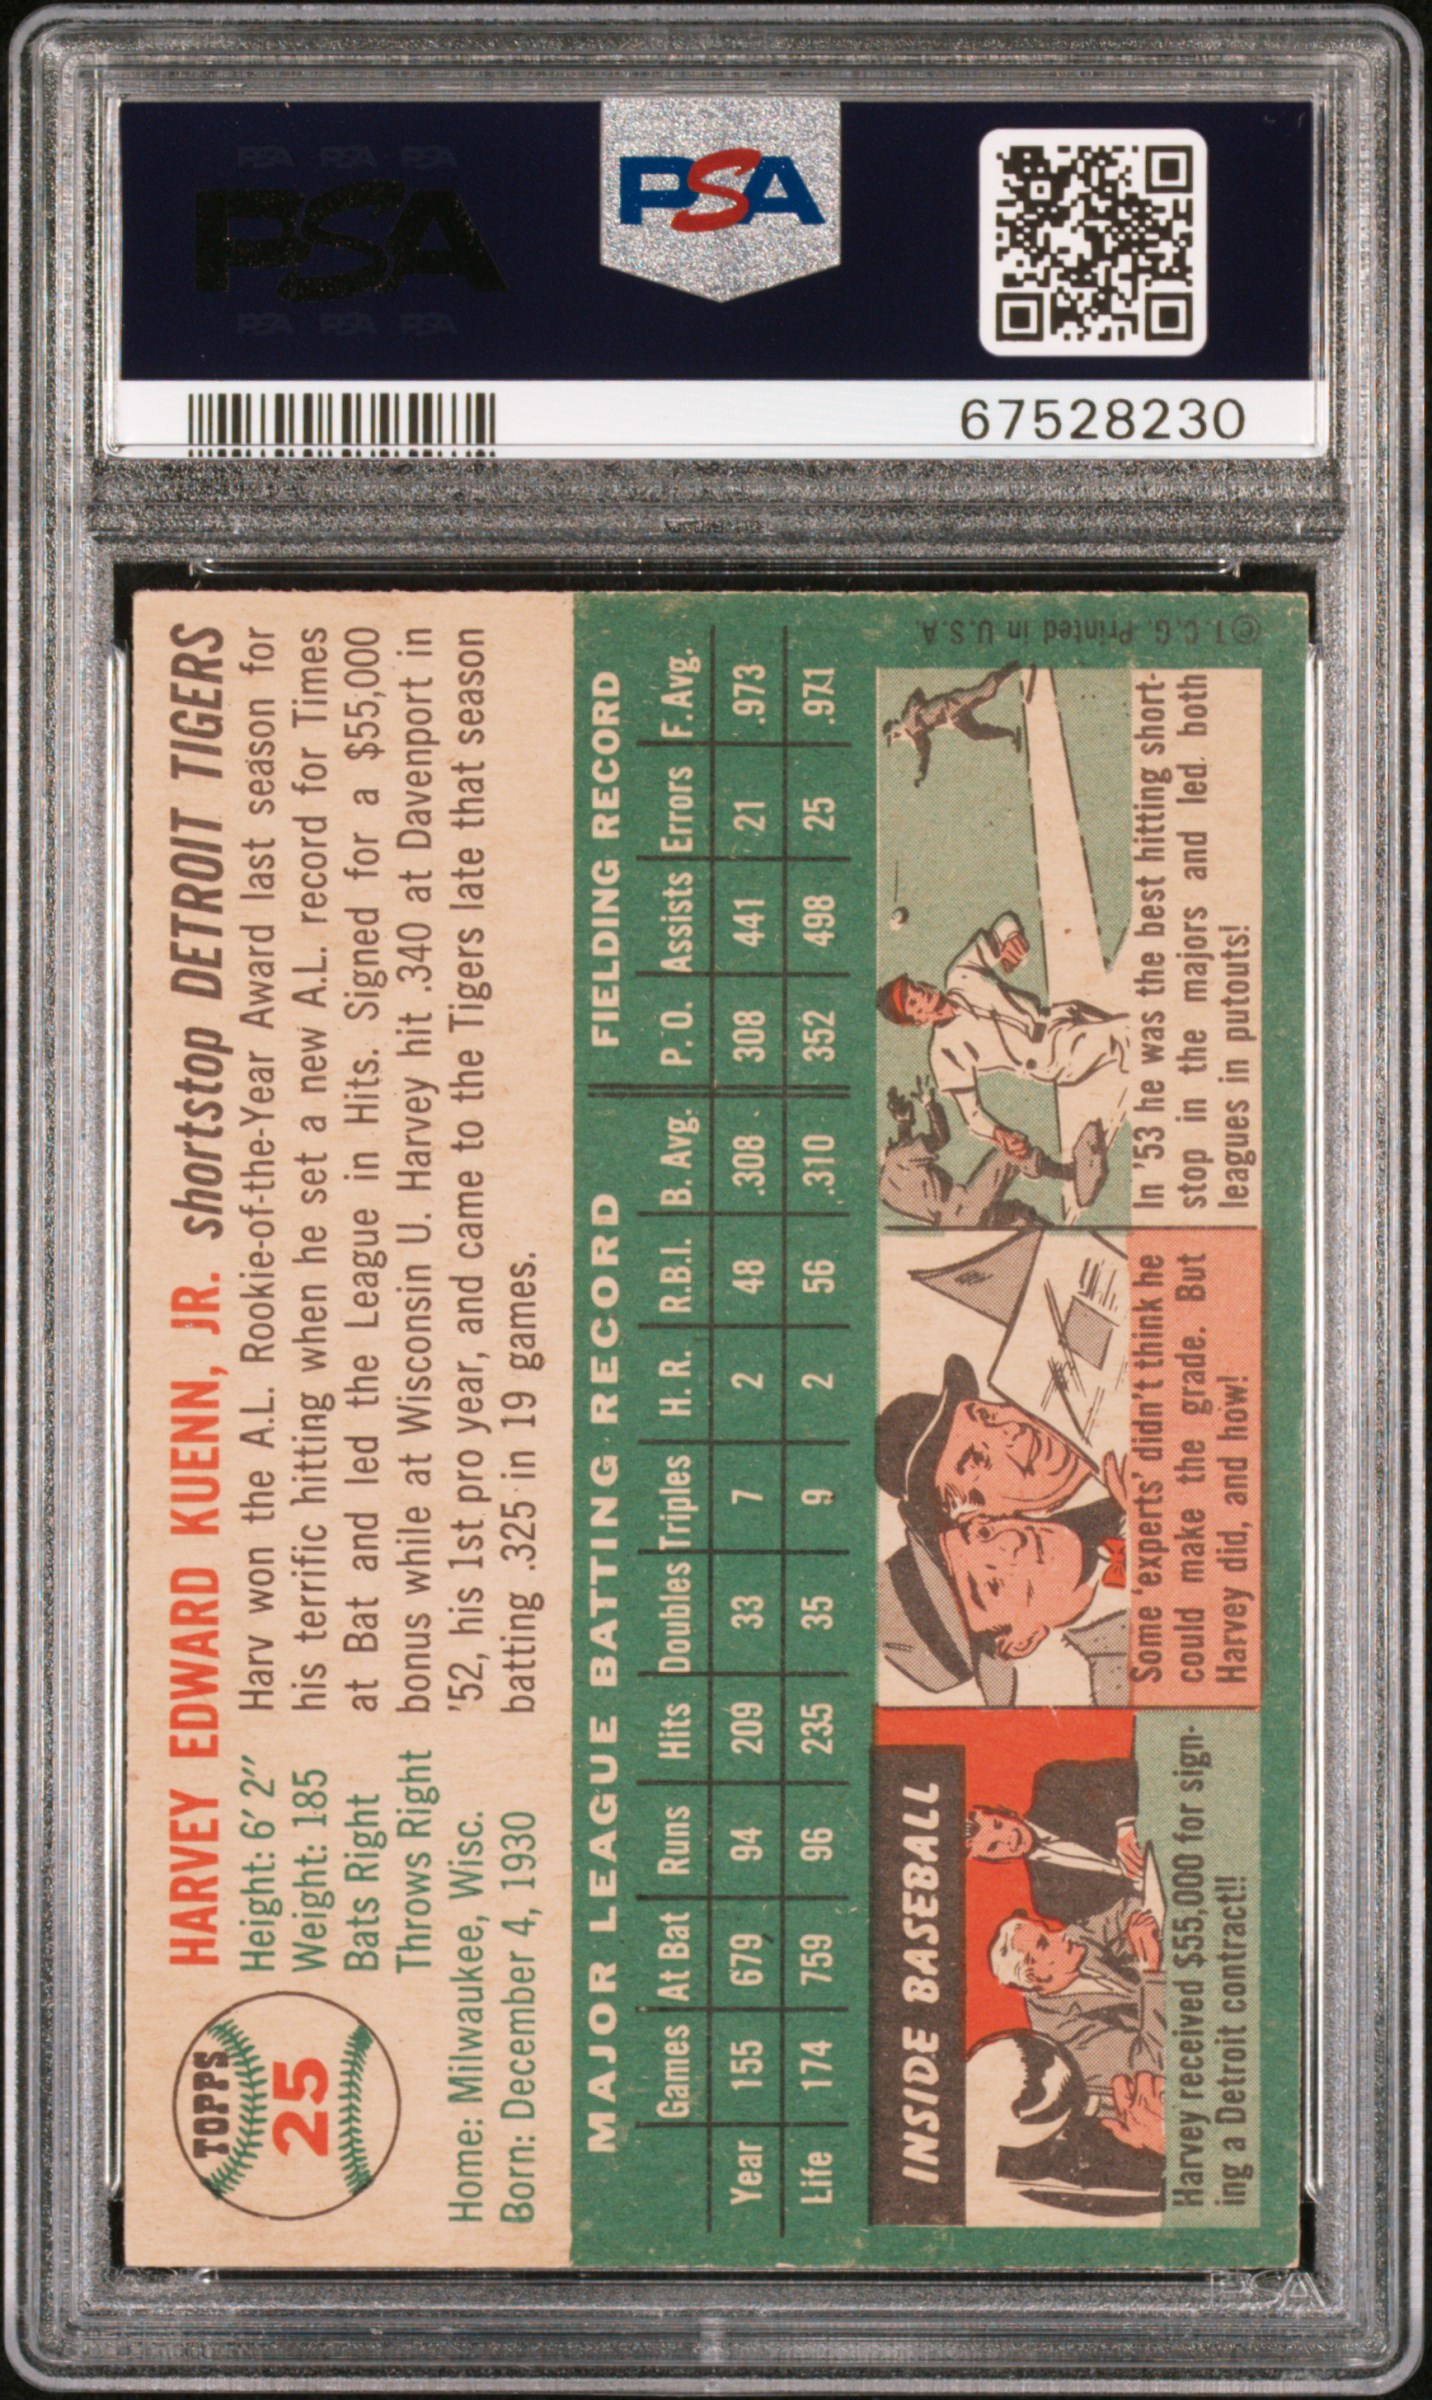 PSA PSA PSA
PSA
PSA PSA PSA
PSA
67528230
TOPPS
25
HARVEY EDWARD KUENN, JR. shortstop DETROIT TIGERS
Height: 6' 2"
Weight: 185
Bats Right
Throws Right
Home: Milwaukee, Wisc.
Born: December 4, 1930
Harv won the A.L. Rookie-of-the-Year Award last season for
his terrific hitting when he set a new A.L. record for Times
at Bat and led the League in Hits. Signed for a $55,000
bonus while at Wisconsin U. Harvey hit .340 at Davenport in
'52, his 1st pro year, and came to the Tigers late that season
batting .325 in 19 games.
MAJOR LEAGUE BATTING RECORD FIELDING RECORD
Games At Bat Runs Hits Doubles Triples H. R. R.B.I. B. Avg. P. O. Assists Errors F. Avg.
Year 155 679 94 209 33 7 2 48 .308 308 441 21 .973
Life 174 759 96 235 35 9 2 56 .310 352 498 25 .971
INSIDE BASEBALL
Harvey received $55,000 for sign-
ing a Detroit contract!!
Some 'experts' didn't think he
could make the grade. But
Harvey did, and how!
In '53 he was the best hitting short-
stop in the majors and led both
leagues in putouts!
© T.C.G. Printed in U.S.A.
PSA